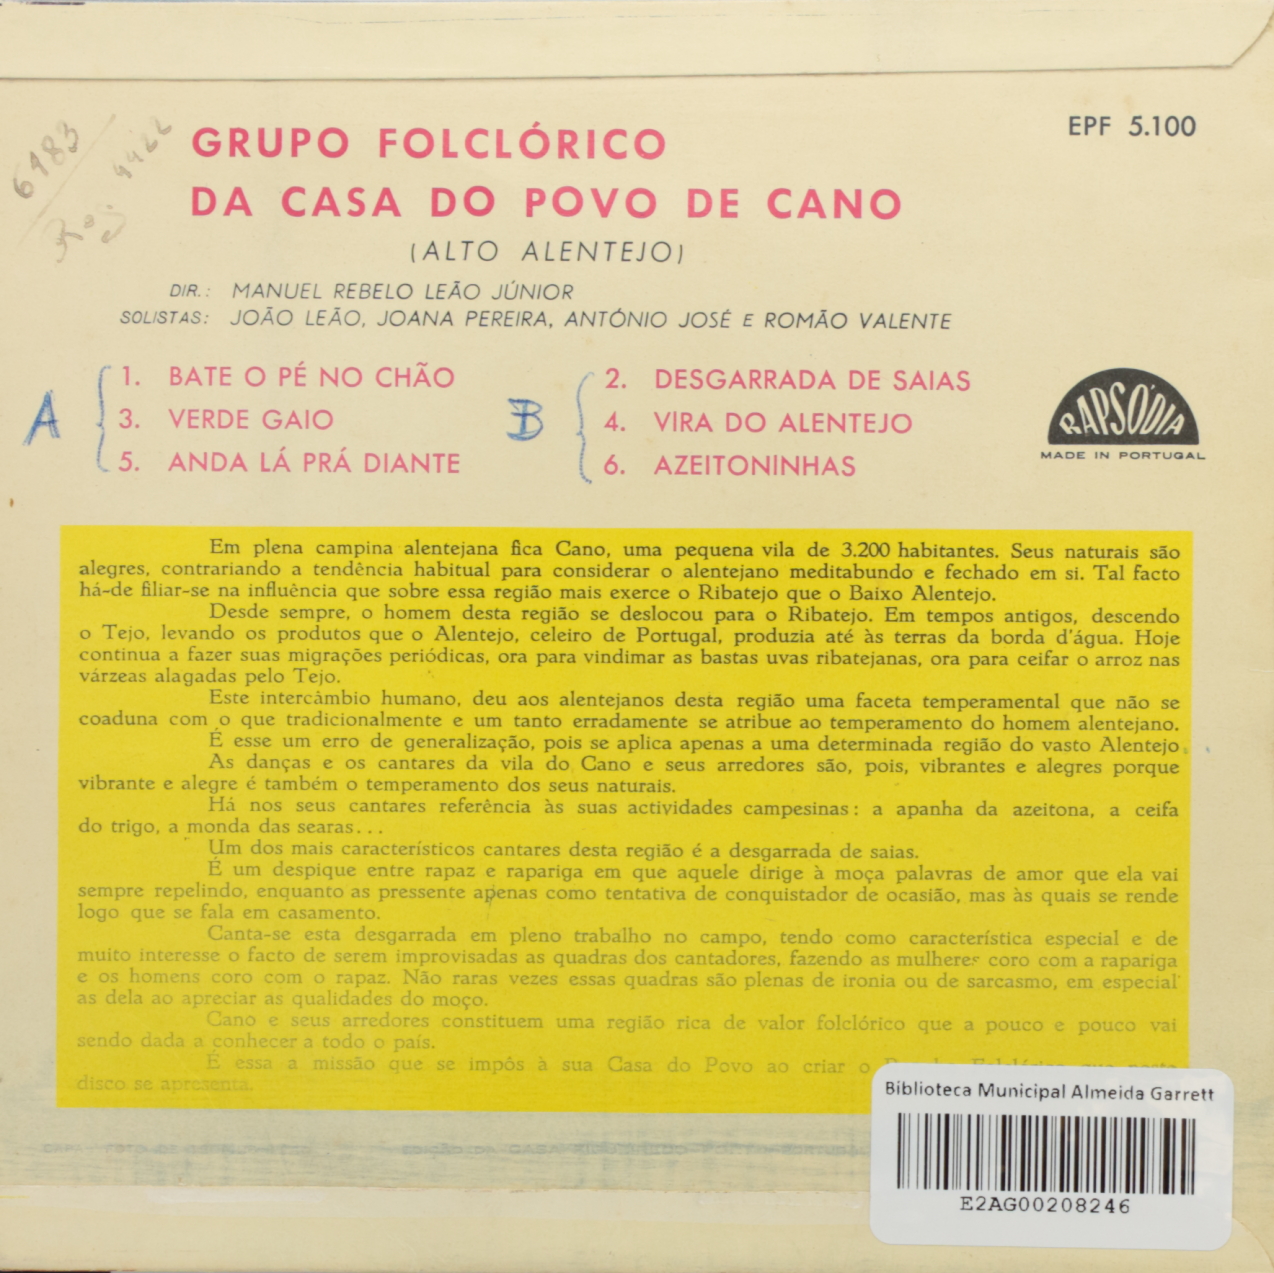 6183
Reg: 4422
GRUPO FOLCLÓRICO
EPF 5.100
DA CASA DO POVO DE CANO
(ALTO ALENTEJO)
DIR.: MANUEL REBELO LEÃO JÚNIOR
SOLISTAS: JOÃO LEÃO, JOANA PEREIRA, ANTÓNIO JOSÉ E ROMÃO VALENTE
A
1. BATE O PÉ NO CHÃO
3. VERDE GAIO
5. ANDA LÁ PRÁ DIANTE
B
2. DESGARRADA DE SAIAS
4. VIRA DO ALENTEJO
6. AZEITONINHAS
RAPSÓDIA
MADE IN PORTUGAL
Em plena campina alentejana fica Cano, uma pequena vila de 3.200 habitantes. Seus naturais são
alegres, contrariando a tendência habitual para considerar o alentejano meditabundo e fechado em si. Tal facto
há-de filiar-se na influência que sobre essa região mais exerce o Ribatejo que o Baixo Alentejo.
Desde sempre, o homem desta região se deslocou para o Ribatejo. Em tempos antigos, descendo
o Tejo, levando os produtos que o Alentejo, celeiro de Portugal, produzia até às terras da borda d'água. Hoje
continua a fazer suas migrações periódicas, ora para vindimar as bastas uvas ribatejanas, ora para ceifar o arroz nas
várzeas alagadas pelo Tejo.
Este intercâmbio humano, deu aos alentejanos desta região uma faceta temperamental que não se
coaduna com o que tradicionalmente e um tanto erradamente se atribue ao temperamento do homem alentejano.
É esse um erro de generalização, pois se aplica apenas a uma determinada região do vasto Alentejo.
As danças e os cantares da vila do Cano e seus arredores são, pois, vibrantes e alegres porque
vibrante e alegre é também o temperamento dos seus naturais.
Há nos seus cantares referência às suas actividades campesinas: a apanha da azeitona, a ceifa
do trigo, a monda das searas...
Um dos mais característicos cantares desta região é a desgarrada de saias.
É um despique entre rapaz e rapariga em que aquele dirige à moça palavras de amor que ela vai
sempre repelindo, enquanto as pressente apenas como tentativa de conquistador de ocasião, mas às quais se rende
logo que se fala em casamento.
Canta-se esta desgarrada em pleno trabalho no campo, tendo como característica especial e de
muito interesse o facto de serem improvisadas as quadras dos cantadores, fazendo as mulheres coro com a rapariga
e os homens coro com o rapaz. Não raras vezes essas quadras são plenas de ironia ou de sarcasmo, em especial
as dela ao apreciar as qualidades do moço.
Cano e seus arredores constituem uma região rica de valor folclórico que a pouco e pouco vai
sendo dada a conhecer a todo o país.
É essa a missão que se impôs à sua Casa do Povo ao criar o
disco se apresenta.
Biblioteca Municipal Almeida Garrett
E2AG00208246